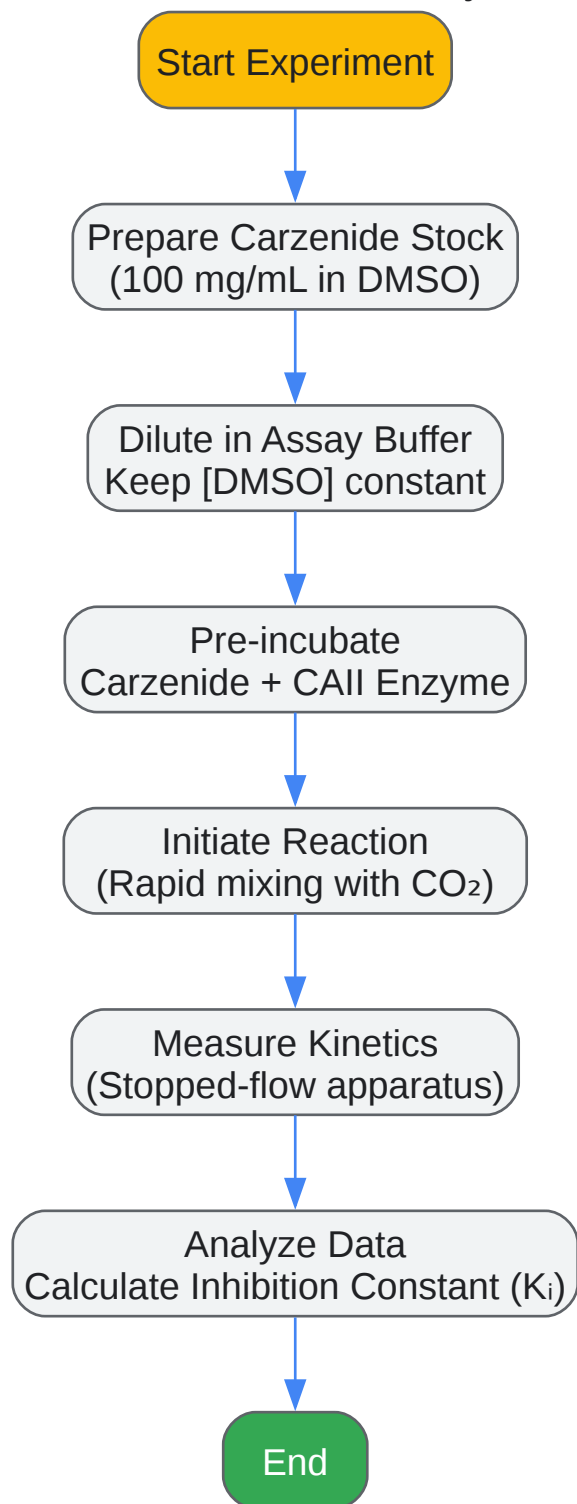 Start Experiment
Prepare Carzenide Stock
(100 mg/mL in DMSO)
Dilute in Assay Buffer
Keep [DMSO] constant
Pre-incubate
Carzenide + CAII Enzyme
Initiate Reaction
(Rapid mixing with CO₂)
Measure Kinetics
(Stopped-flow apparatus)
Analyze Data
Calculate Inhibition Constant (Kᵢ)
End